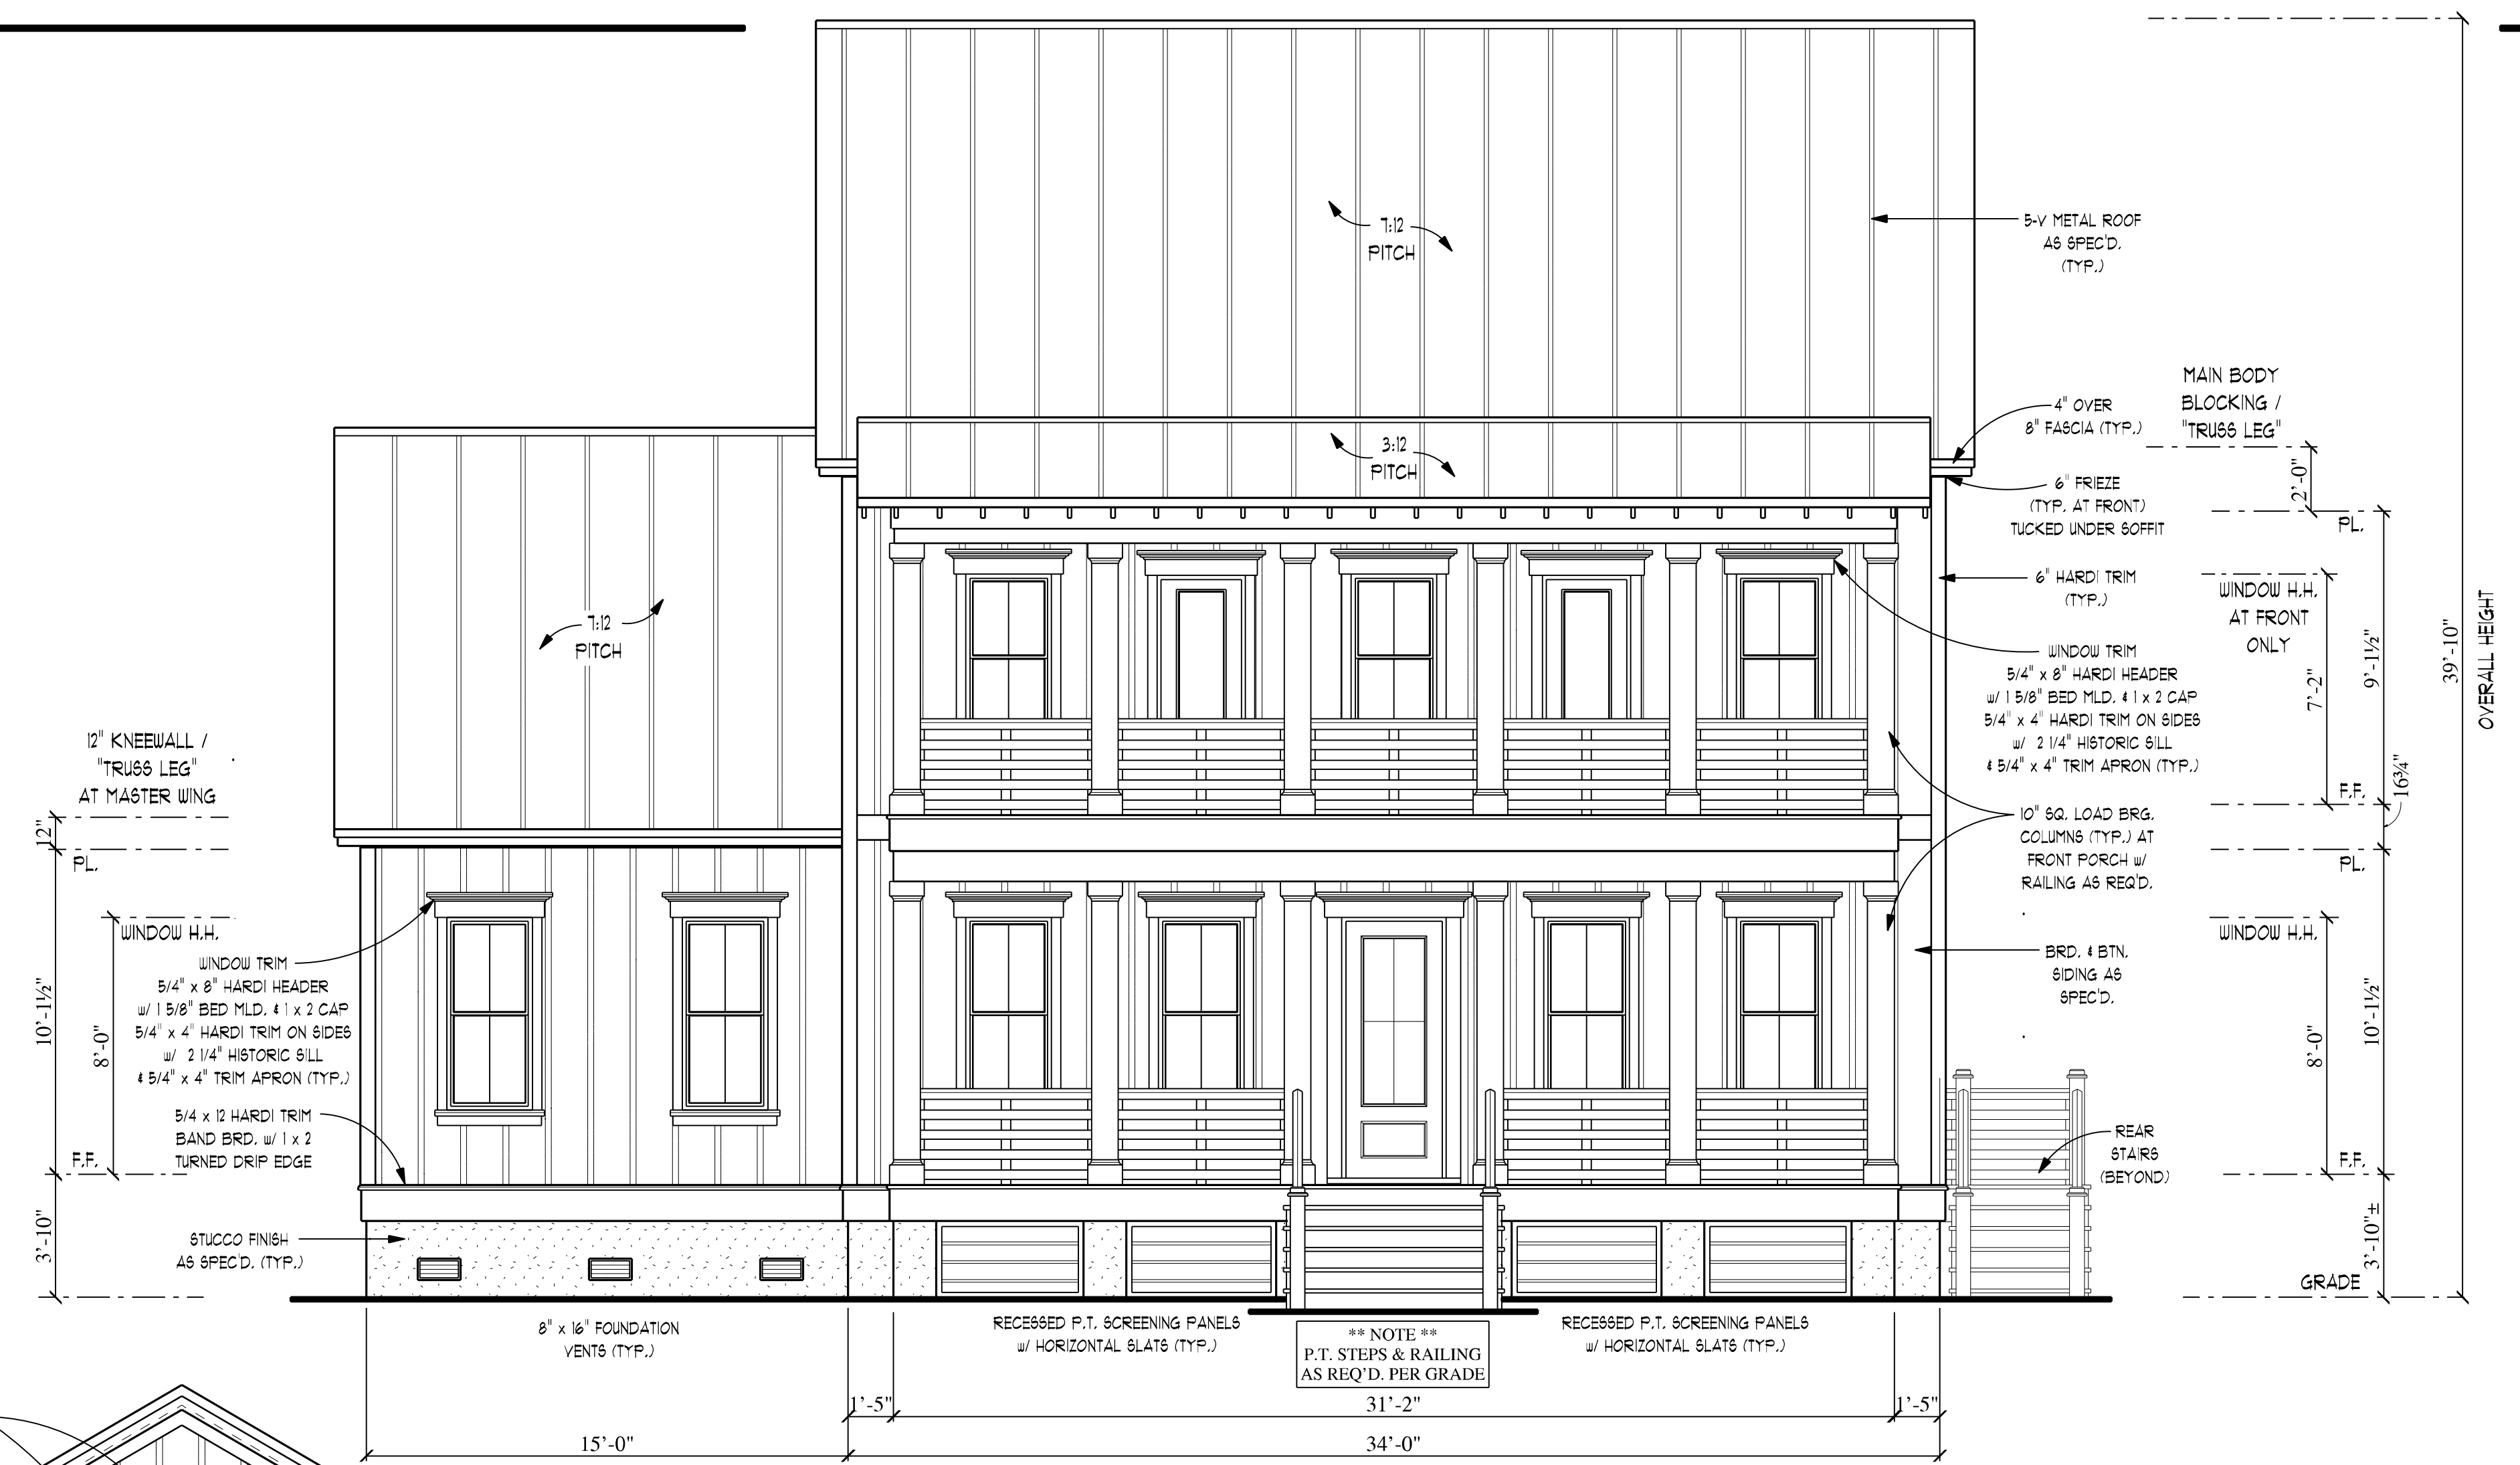 7:12
PITCH
3:12
PITCH
7:12
PITCH
5-V METAL ROOF
AS SPEC'D.
(TYP.)
MAIN BODY
BLOCKING /
"TRUSS LEG"
4" OVER
8" FASCIA (TYP.)
2'-0"
6" FRIEZE
(TYP. AT FRONT)
TUCKED UNDER SOFFIT
PL.
6" HARDI TRIM
(TYP.)
WINDOW H.H.
AT FRONT
ONLY
7'-2"
9'-1½"
39'-10"
OVERALL HEIGHT
WINDOW TRIM
5/4" x 8" HARDI HEADER
w/ 1 5/8" BED MLD. & 1 x 2 CAP
5/4" x 4" HARDI TRIM ON SIDES
w/ 2 1/4" HISTORIC SILL
& 5/4" x 4" TRIM APRON (TYP.)
F.F.
16¾"
10" SQ. LOAD BRG.
COLUMNS (TYP.) AT
FRONT PORCH w/
RAILING AS REQ'D.
PL.
WINDOW H.H.
BRD. & BTN.
SIDING AS
SPEC'D.
8'-0"
10'-1½"
REAR
STAIRS
(BEYOND)
F.F.
3'-10"±
GRADE
12" KNEEWALL /
"TRUSS LEG"
AT MASTER WING
12"
PL.
WINDOW H.H.
10'-1½"
8'-0"
WINDOW TRIM
5/4" x 8" HARDI HEADER
w/ 1 5/8" BED MLD. & 1 x 2 CAP
5/4" x 4" HARDI TRIM ON SIDES
w/ 2 1/4" HISTORIC SILL
& 5/4" x 4" TRIM APRON (TYP.)
5/4 x 12 HARDI TRIM
BAND BRD. w/ 1 x 2
TURNED DRIP EDGE
F.F.
3'-10"
STUCCO FINISH
AS SPEC'D. (TYP.)
8" x 16" FOUNDATION
VENTS (TYP.)
RECESSED P.T. SCREENING PANELS
w/ HORIZONTAL SLATS (TYP.)
** NOTE **
P.T. STEPS & RAILING
AS REQ'D. PER GRADE
RECESSED P.T. SCREENING PANELS
w/ HORIZONTAL SLATS (TYP.)
1'-5"
31'-2"
1'-5"
15'-0"
34'-0"